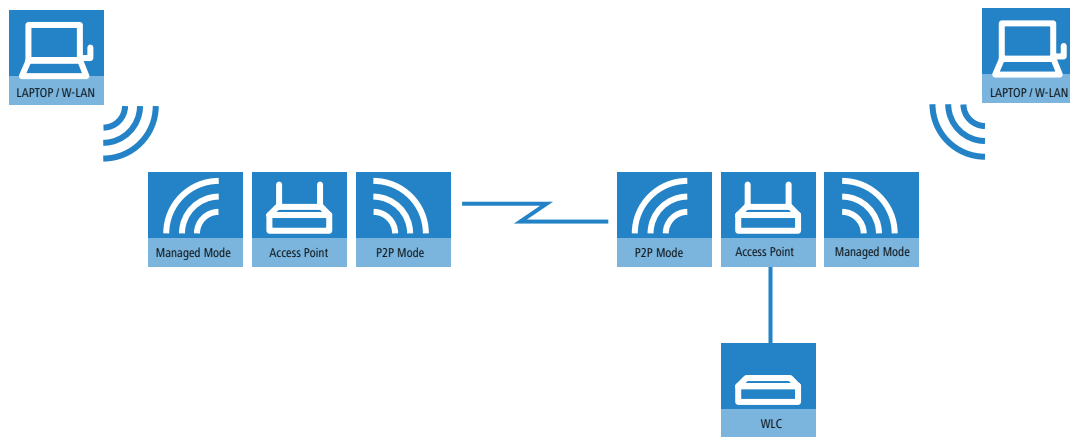 LAPTOP / W-LAN
LAPTOP / W-LAN
Managed Mode
Access Point
P2P Mode
P2P Mode
Access Point
Managed Mode
WLC